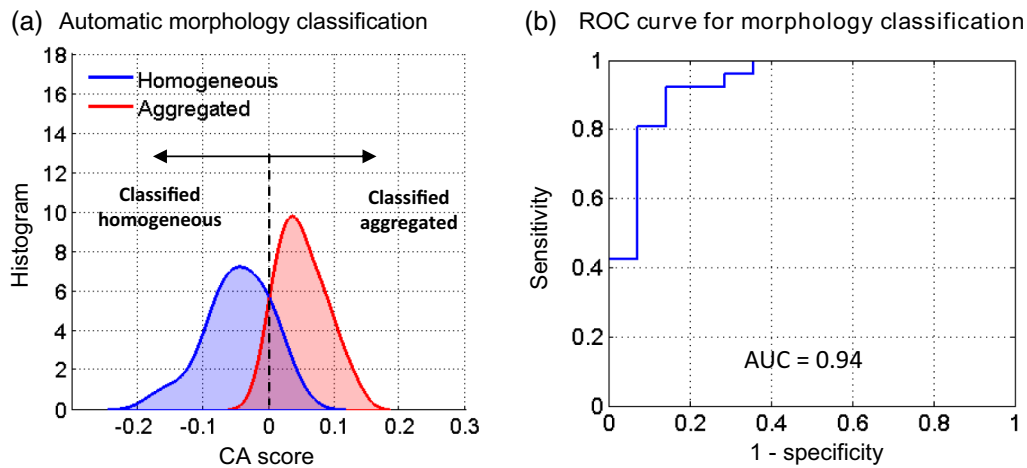 (a) Automatic morphology classification
18
16
14
12
10
8
6
4
2
0
Histogram
Homogeneous
Aggregated
Classified
homogeneous
Classified
aggregated
-0.2 -0.1 0 0.1 0.2 0.3
CA score
(b) ROC curve for morphology classification
1
0.8
0.6
0.4
0.2
0
Sensitivity
AUC = 0.94
0 0.2 0.4 0.6 0.8 1
1 - specificity